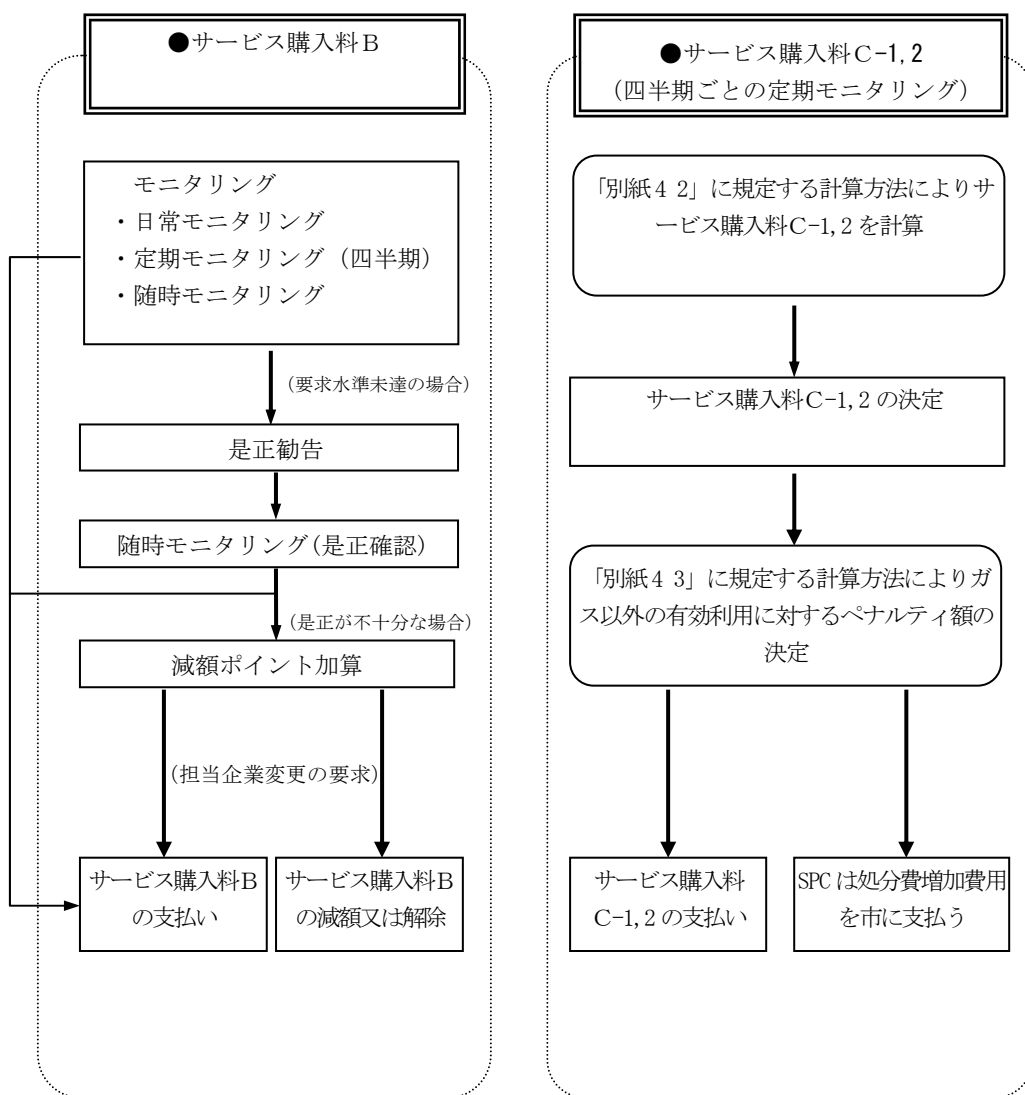 ●サービス購入料Ｂ
モニタリング
・日常モニタリング
・定期モニタリング（四半期）
・随時モニタリング
（要求水準未達の場合）
是正勧告
随時モニタリング（是正確認）
（是正が不十分な場合）
減額ポイント加算
（担当企業変更の要求）
サービス購入料Ｂ
の支払い
サービス購入料Ｂ
の減額又は解除
●サービス購入料Ｃ-1,2
（四半期ごとの定期モニタリング）
「別紙４ ２」に規定する計算方法によりサ
ービス購入料Ｃ-1,2 を計算
サービス購入料Ｃ-1,2 の決定
「別紙４ ３」に規定する計算方法によりガ
ス以外の有効利用に対するペナルティ額の
決定
サービス購入料
Ｃ-1,2 の支払い
SPC は処分費増加費用
を市に支払う